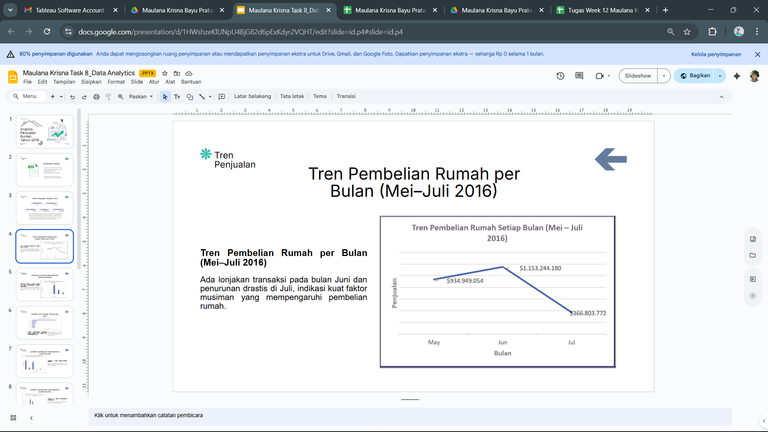 Tableau Software Account
Maulana Krisna Bayu Prata
Maulana Krisna Task 8_Dat
Maulana Krisna Bayu Prata
Maulana Krisna Bayu Prata
Tugas Week 12 Maulana K
docs.google.com/presentation/d/1HWshzeKlUNpU48jG82d6pExKdyr2VQH1/edit?slide=id.p4#slide=id.p4
80% penyimpanan digunakan
Anda dapat mengosongkan ruang penyimpanan atau mendapatkan penyimpanan ekstra untuk Drive, Gmail, dan Google Foto. Dapatkan penyimpanan ekstra — seharga Rp 0 selama 1 bulan.
Kelola penyimpanan
Maulana Krisna Task 8_Data Analytics
.PPTX
File Edit Tampilan Sisipkan Format Slide Atur Alat Bantuan
Slideshow
Bagikan
Menu
Paskan
Latar belakang
Tata letak
Tema
Transisi
1
Analisis
Penjualan
Rumah
Tahun 2016
2
3
4
5
6
7
8
Tren
Penjualan
Tren Pembelian Rumah per
Bulan (Mei–Juli 2016)
Tren Pembelian Rumah per Bulan
(Mei–Juli 2016)
Ada lonjakan transaksi pada bulan Juni dan
penurunan drastis di Juli, indikasi kuat faktor
musiman yang mempengaruhi pembelian
rumah.
Tren Pembelian Rumah Setiap Bulan (Mei – Juli
2016)
Penjualan
$934.949.054
$1,153.244.180
$366.803.772
May
Jun
Jul
Bulan
Klik untuk menambahkan catatan pembicara